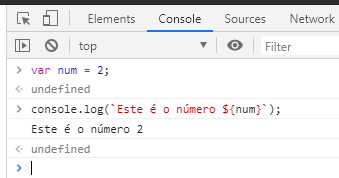 Elements Console Sources Network
top Filter
> var num = 2;
< undefined
> console.log(`Este é o número ${num}`);
Este é o número 2
< undefined
>